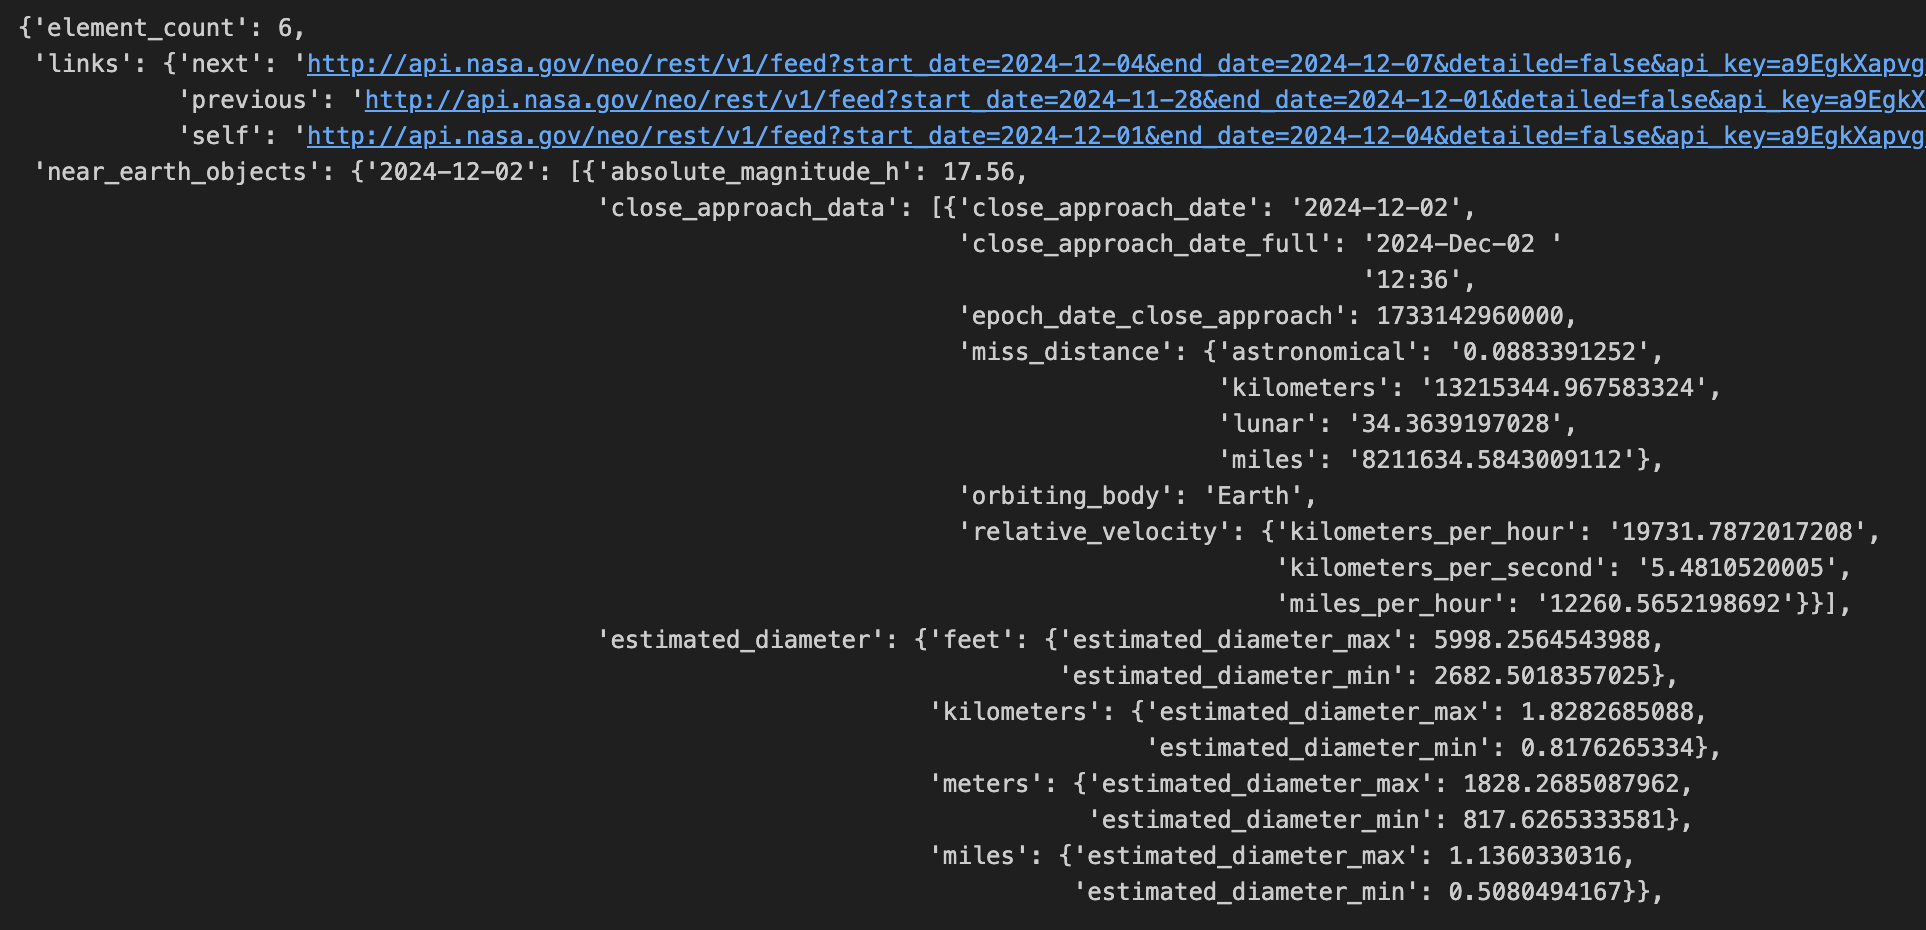 {'element_count': 6,
 'links': {'next': 'http://api.nasa.gov/neo/rest/v1/feed?start_date=2024-12-04&end_date=2024-12-07&detailed=false&api_key=a9EgkXapvg
           'previous': 'http://api.nasa.gov/neo/rest/v1/feed?start_date=2024-11-28&end_date=2024-12-01&detailed=false&api_key=a9EgkX
           'self': 'http://api.nasa.gov/neo/rest/v1/feed?start_date=2024-12-01&end_date=2024-12-04&detailed=false&api_key=a9EgkXapvg
 'near_earth_objects': {'2024-12-02': [{'absolute_magnitude_h': 17.56,
                                        'close_approach_data': [{'close_approach_date': '2024-12-02',
                                                                 'close_approach_date_full': '2024-Dec-02 '
                                                                                             '12:36',
                                                                 'epoch_date_close_approach': 1733142960000,
                                                                 'miss_distance': {'astronomical': '0.0883391252',
                                                                                   'kilometers': '13215344.967583324',
                                                                                   'lunar': '34.3639197028',
                                                                                   'miles': '8211634.5843009112'},
                                                                 'orbiting_body': 'Earth',
                                                                 'relative_velocity': {'kilometers_per_hour': '19731.7872017208',
                                                                                       'kilometers_per_second': '5.4810520005',
                                                                                       'miles_per_hour': '12260.5652198692'}}],
                                        'estimated_diameter': {'feet': {'estimated_diameter_max': 5998.2564543988,
                                                                        'estimated_diameter_min': 2682.5018357025},
                                                               'kilometers': {'estimated_diameter_max': 1.8282685088,
                                                                              'estimated_diameter_min': 0.8176265334},
                                                               'meters': {'estimated_diameter_max': 1828.2685087962,
                                                                          'estimated_diameter_min': 817.6265333581},
                                                               'miles': {'estimated_diameter_max': 1.1360330316,
                                                                         'estimated_diameter_min': 0.5080494167}},